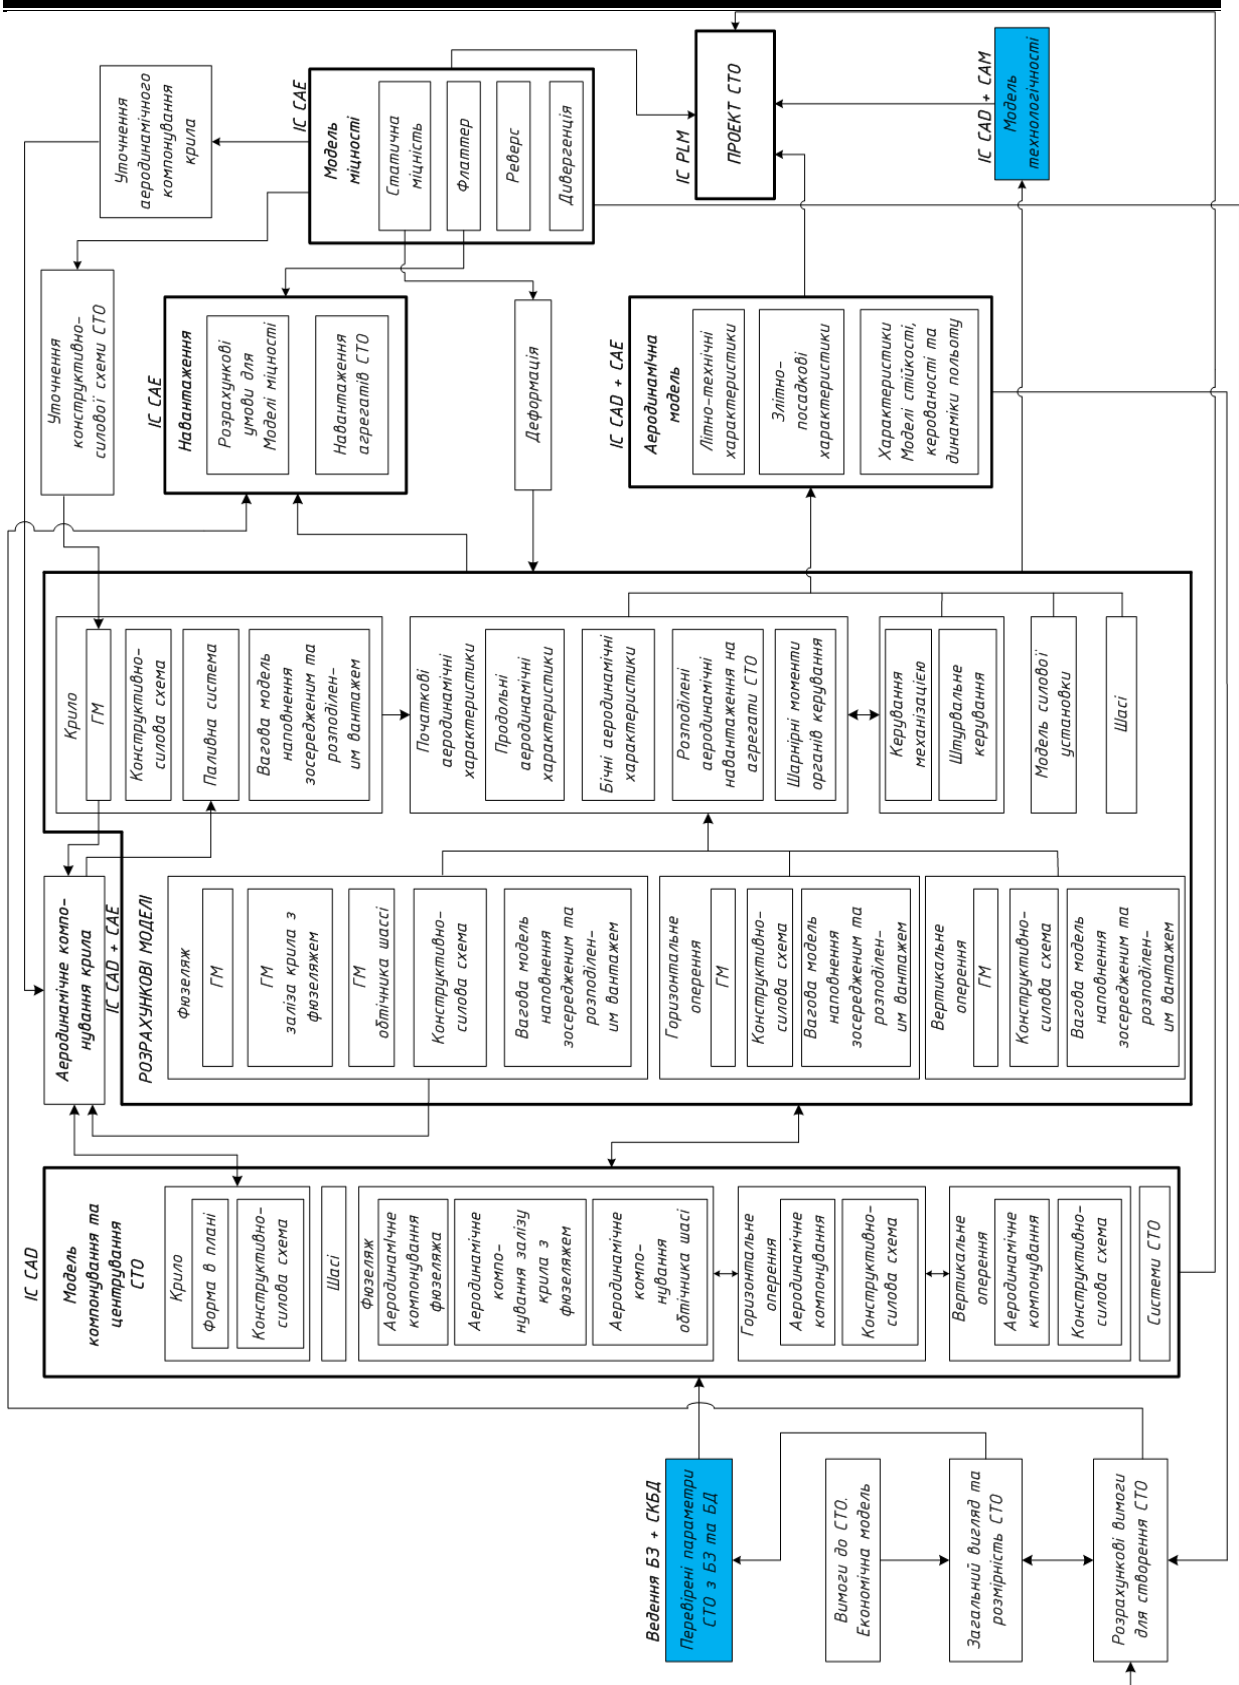 Ведення БЗ + СКБД
Перевірені параметри
СТО з БЗ та БД
Вимоги до СТО.
Економічна модель
Загальний вигляд та
розмірність СТО
Розрахункові вимоги
для створення СТО
ІС CAD
Модель
компонування та
центрування
СТО
Крило
Форма в плані
Конструктивно-
силова схема
Шасі
Фюзеляж
Аеродинамічне
компонування
фюзеляжа
Аеродинамічне
компо-
нування залізу
крила з
фюзеляжем
Аеродинамічне
компо-
нування
обтічника шасі
Горизонтальне
оперення
Аеродинамічне
компонування
Конструктивно-
силова схема
Вертикальне
оперення
Аеродинамічне
компонування
Конструктивно-
силова схема
Системи СТО
Аеродинамічне компо-
нування крила
ІС CAD + CAE
РОЗРАХУНКОВІ МОДЕЛІ
Фюзеляж
ГМ
ГМ
заліза крила з
фюзеляжем
ГМ
обтічника шассі
Конструктивно-
силова схема
Вагова модель
наповнення
зосередженим та
розподілен-
им вантажем
Горизонтальне
оперення
ГМ
Конструктивно-
силова схема
Вагова модель
наповнення
зосередженим та
розподілен-
им вантажем
Вертикальне
оперення
ГМ
Конструктивно-
силова схема
Вагова модель
наповнення
зосередженим та
розподілен-
им вантажем
Крило
ГМ
Конструктивно-
силова схема
Паливна система
Вагова модель
наповнення
зосередженим та
розподілен-
им вантажем
Початкові
аеродинамічні
характеристики
Продольні
аеродинамічні
характеристики
Бічні аеродинамічні
характеристики
Розподілені
аеродинамічні
навантаження на
агрегати СТО
Шарнірні моменти
органів керування
Керування
механізацією
Штурвальне
керування
Модель силової
установки
Шасі
Уточнення
конструктивно-
силової схеми СТО
ІС CAE
Навантаження
Розрахункові
умови для
Моделі міцності
Навантаження
агрегатів СТО
Деформація
ІС CAD + CAE
Аеродинамічна
модель
Літно-технічні
характеристики
Злітно-
посадкові
характеристики
Характеристики
Моделі стійкості,
керованості та
динаміки польоту
Уточнення
аеродинамічного
компонування
крила
ІС CAE
Модель
міцності
Статична
міцність
Флаттер
Реверс
Дивергенція
ІС PLM
ПРОЕКТ СТО
ІС CAD + CAM
Модель
технологічності